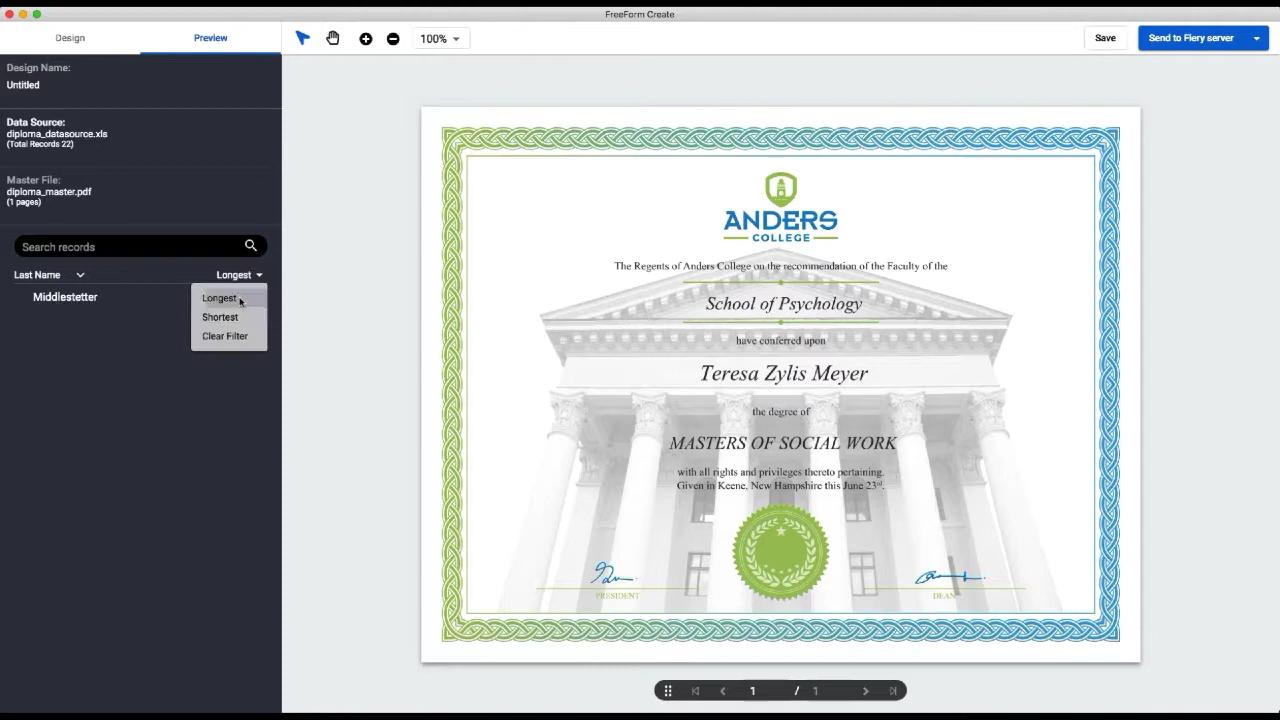 FreeForm Create
Design
Preview
100%
Save
Send to Fiery server
Design Name:
Untitled
Data Source:
diploma_datasource.xls
(Total Records 22)
Master File:
diploma_master.pdf
(1 pages)
Search records
Last Name
Longest
Middlestetter
Longest
Shortest
Clear Filter
ANDERS
COLLEGE
The Regents of Anders College on the recommendation of the Faculty of the
School of Psychology
have conferred upon
Teresa Zylis Meyer
the degree of
MASTERS OF SOCIAL WORK
with all rights and privileges thereto pertaining.
Given in Keene, New Hampshire this June 23rd.
PRESIDENT
DEAN
1 / 1